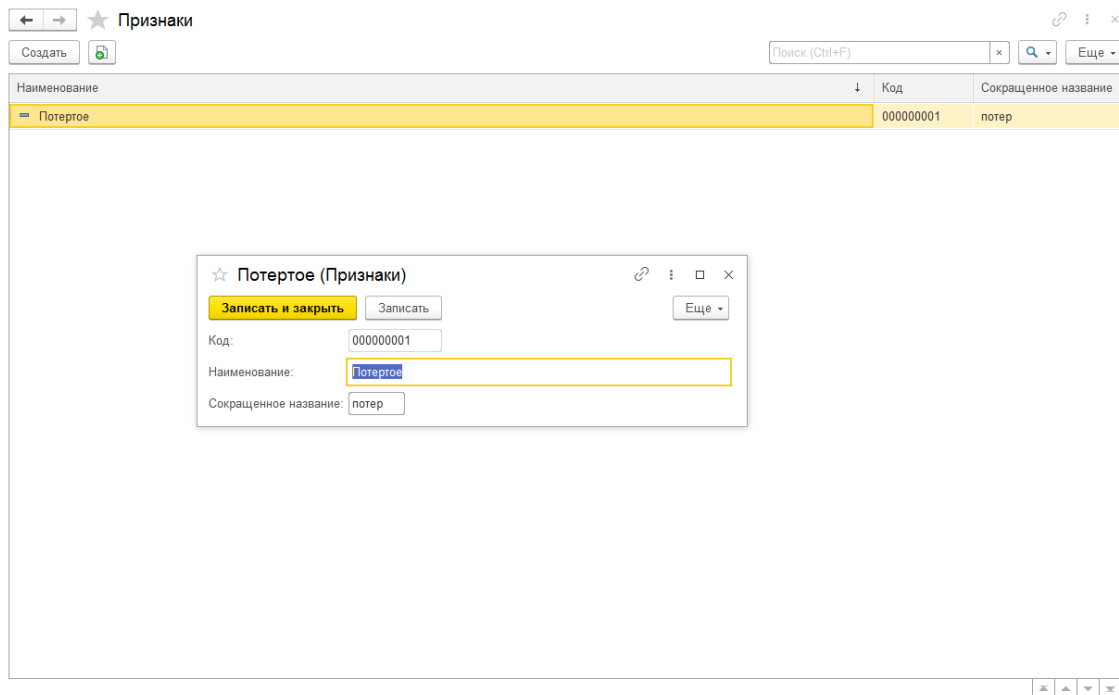 Признаки
Создать
Поиск (Ctrl+F)
×
Еще
Наименование ↓ Код Сокращенное название
Потертое 000000001 потер
Потертое (Признаки)
Записать и закрыть Записать Еще
Код: 000000001
Наименование: Потертое
Сокращенное название: потер